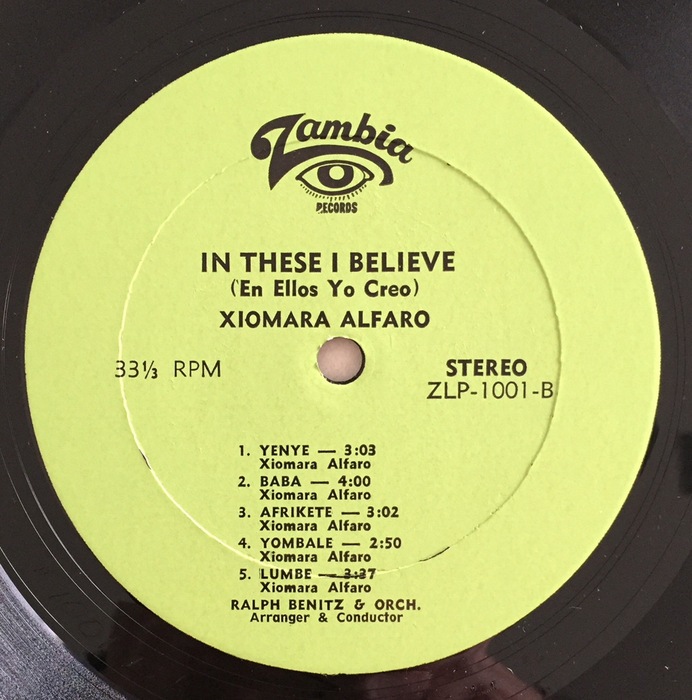 Zambia
RECORDS
IN THESE I BELIEVE
(En Ellos Yo Creo)
XIOMARA ALFARO
33⅓ RPM
STEREO
ZLP-1001-B
1. YENYE — 3:03
Xiomara Alfaro
2. BABA — 4:00
Xiomara Alfaro
3. AFRIKETE — 3:02
Xiomara Alfaro
4. YOMBALE — 2:50
Xiomara Alfaro
5. LUMBE — 3:37
Xiomara Alfaro
RALPH BENITZ & ORCH.
Arranger & Conductor